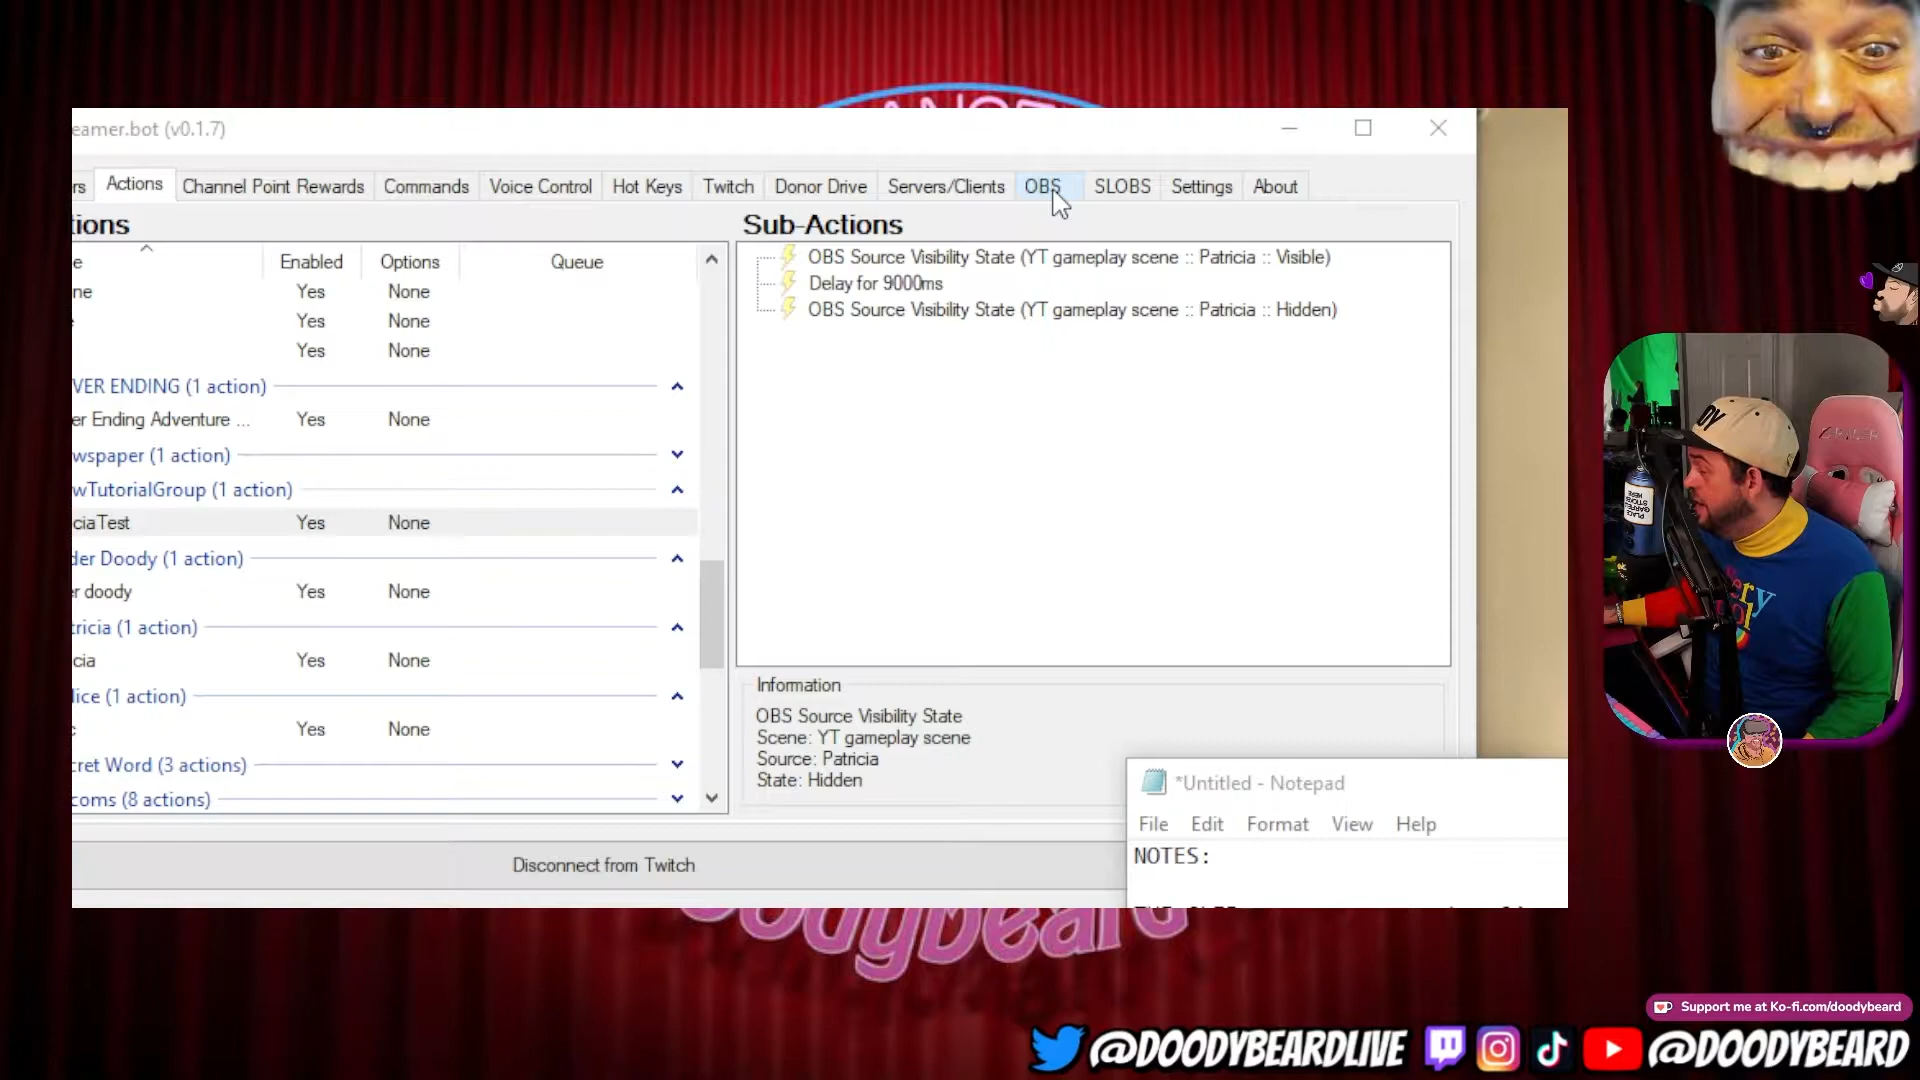 eamer.bot (v0.1.7)
rs Actions Channel Point Rewards Commands Voice Control Hot Keys Twitch Donor Drive Servers/Clients OBS SLOBS Settings About
tions
e Enabled Options Queue
ne Yes None
Yes None
Yes None
VER ENDING (1 action)
er Ending Adventure ... Yes None
wspaper (1 action)
wTutorialGroup (1 action)
ciaTest Yes None
der Doody (1 action)
er doody Yes None
tricia (1 action)
cia Yes None
lice (1 action)
c Yes None
cret Word (3 actions)
coms (8 actions)
Sub-Actions
OBS Source Visibility State (YT gameplay scene :: Patricia :: Visible)
Delay for 9000ms
OBS Source Visibility State (YT gameplay scene :: Patricia :: Hidden)
Information
OBS Source Visibility State
Scene: YT gameplay scene
Source: Patricia
State: Hidden
Disconnect from Twitch
*Untitled - Notepad
File Edit Format View Help
NOTES:
Doodybeard
Support me at Ko-fi.com/doodybeard
@DOODYBEARDLIVE
@DOODYBEARD